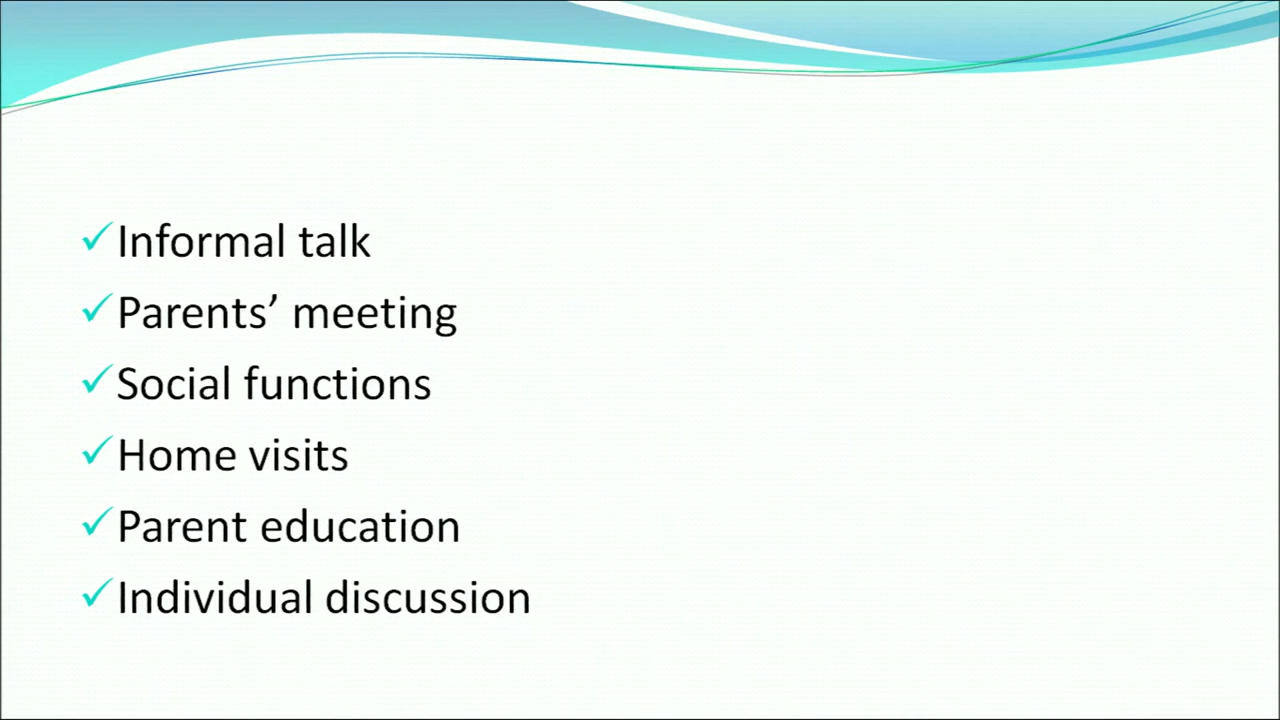 ✓Informal talk
✓Parents’ meeting
✓Social functions
✓Home visits
✓Parent education
✓Individual discussion